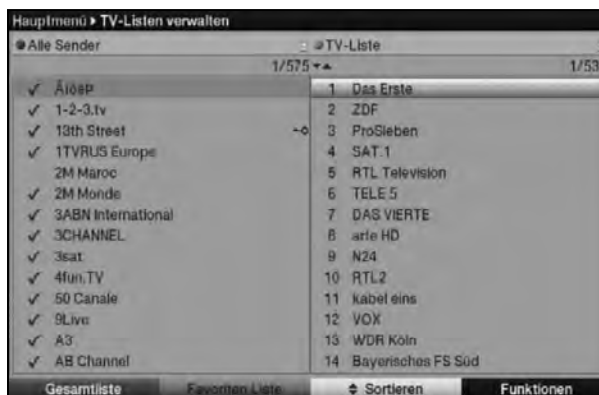 Hauptmenü ▸ TV-Listen verwalten
Alle Sender
TV-Liste
1/575
1/53
✓ 1-2-3.tv
✓ 13th Street
✓ 1TVRUS Europe
2M Maroc
✓ 2M Monde
✓ 3ABN International
✓ 3CHANNEL
✓ 3sat
✓ 4fun.TV
✓ 50 Canale
✓ 9Live
✓ A3
✓ AB Channel
1 Das Erste
2 ZDF
3 ProSieben
4 SAT.1
5 RTL Television
6 TELE 5
7 DAS VIERTE
8 arte HD
9 N24
10 RTL2
11 kabel eins
12 VOX
13 WDR Köln
14 Bayerisches FS Süd
Gesamtliste
Favoriten Liste
Sortieren
Funktionen